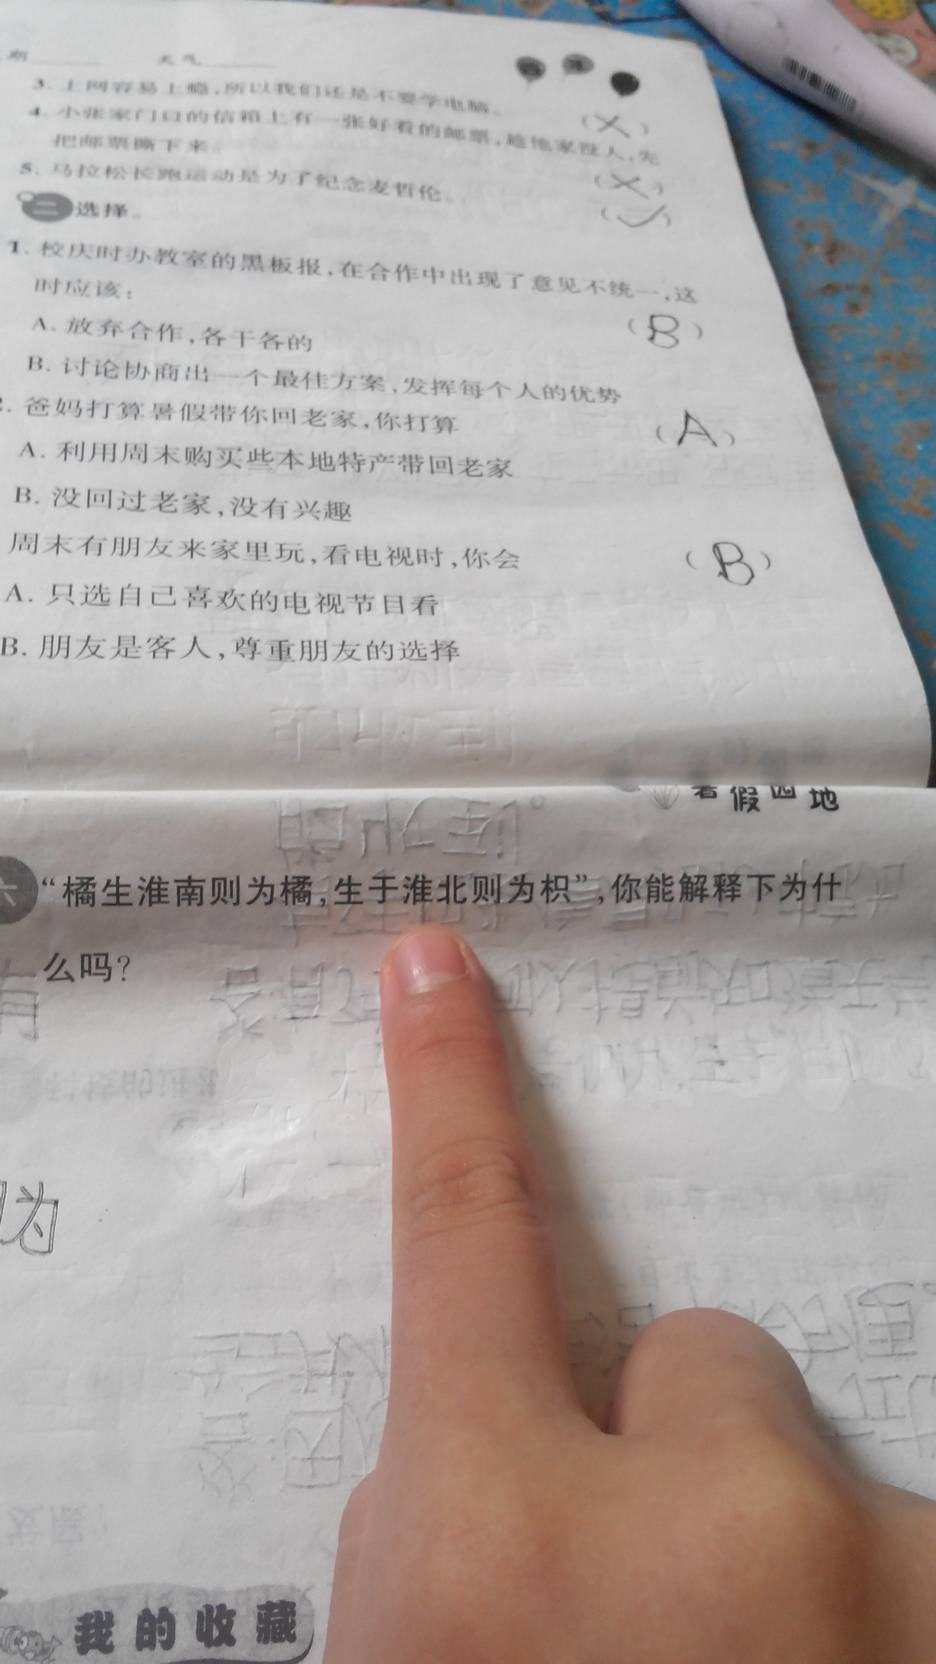 期 天气
3. 上网容易上瘾,所以我们还是不要学电脑。
(×)
4. 小张家门口的信箱上有一张好看的邮票,趁他家没人,先
把邮票撕下来。
(×)
5. 马拉松长跑运动是为了纪念麦哲伦。
(✓)
二 选择。
1. 校庆时办教室的黑板报,在合作中出现了意见不统一,这
时应该:
(B)
A. 放弃合作,各干各的
B. 讨论协商出一个最佳方案,发挥每个人的优势
2. 爸妈打算暑假带你回老家,你打算 (A)
A. 利用周末购买些本地特产带回老家
B. 没回过老家,没有兴趣
周末有朋友来家里玩,看电视时,你会 (B)
A. 只选自己喜欢的电视节目看
B. 朋友是客人,尊重朋友的选择
暑假园地
六 “橘生淮南则为橘,生于淮北则为枳”,你能解释下为什
么吗?
为
我的收藏